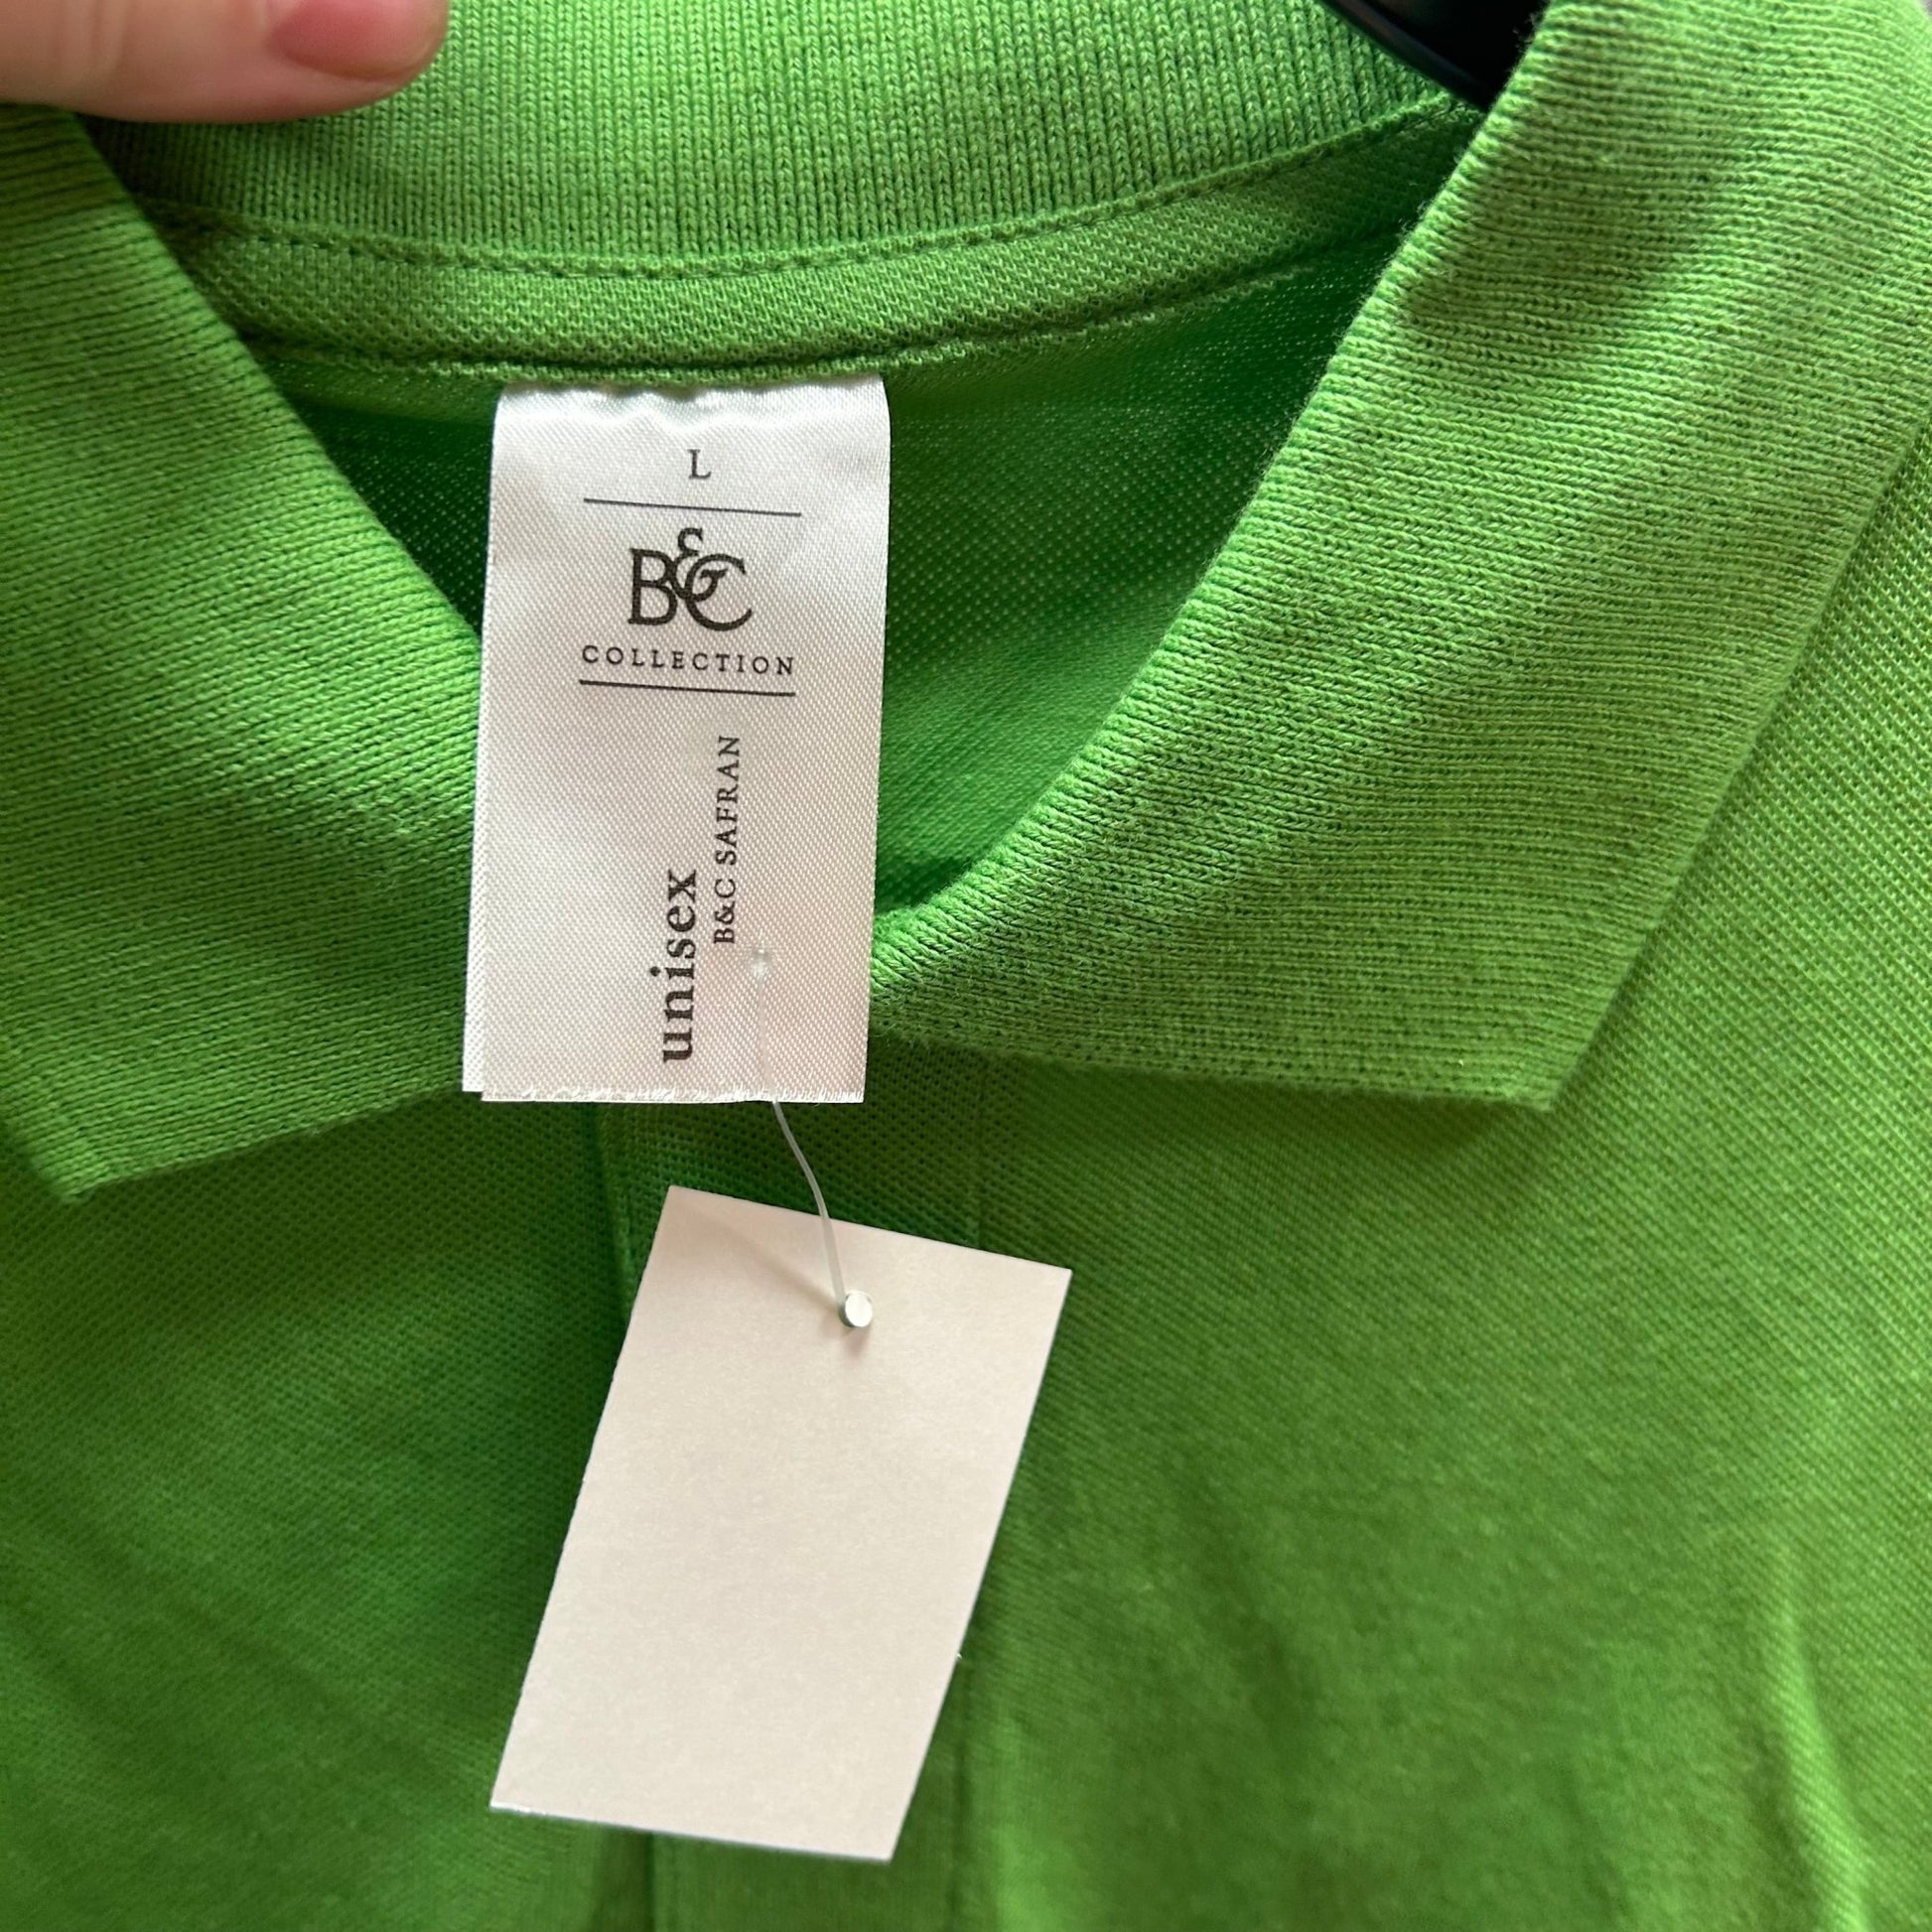 L
B&C
COLLECTION
unisex
B&C SAFRAN